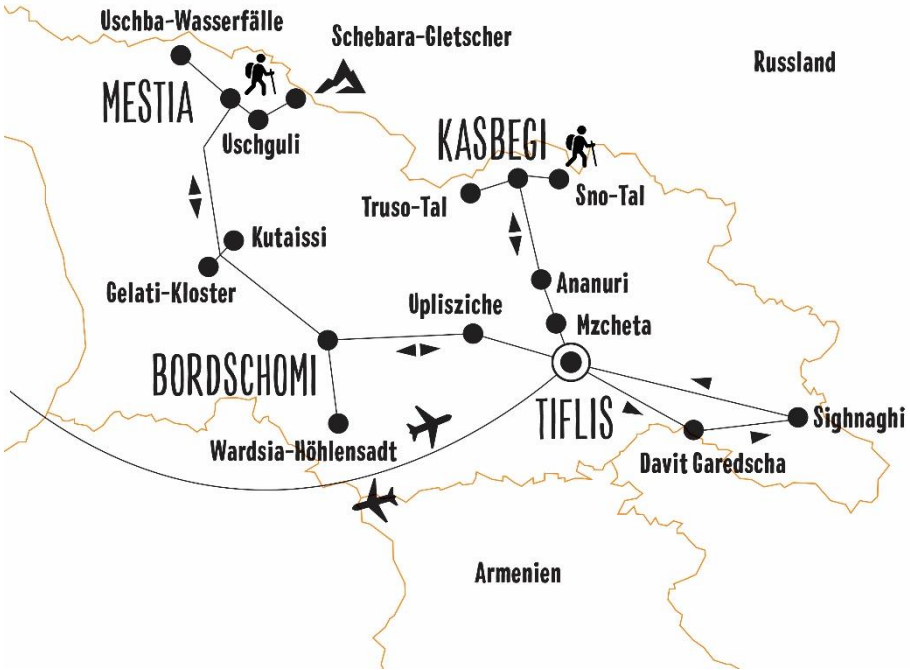 Uschba-Wasserfälle
Schebara-Gletscher
Russland
MESTIA
Uschguli
KASBEGI
Truso-Tal
Sno-Tal
Kutaissi
Gelati-Kloster
Ananuri
Uplisziche
Mzcheta
BORDSCHOMI
TIFLIS
Sighnaghi
Wardsia-Höhlensadt
Davit Garedscha
Armenien